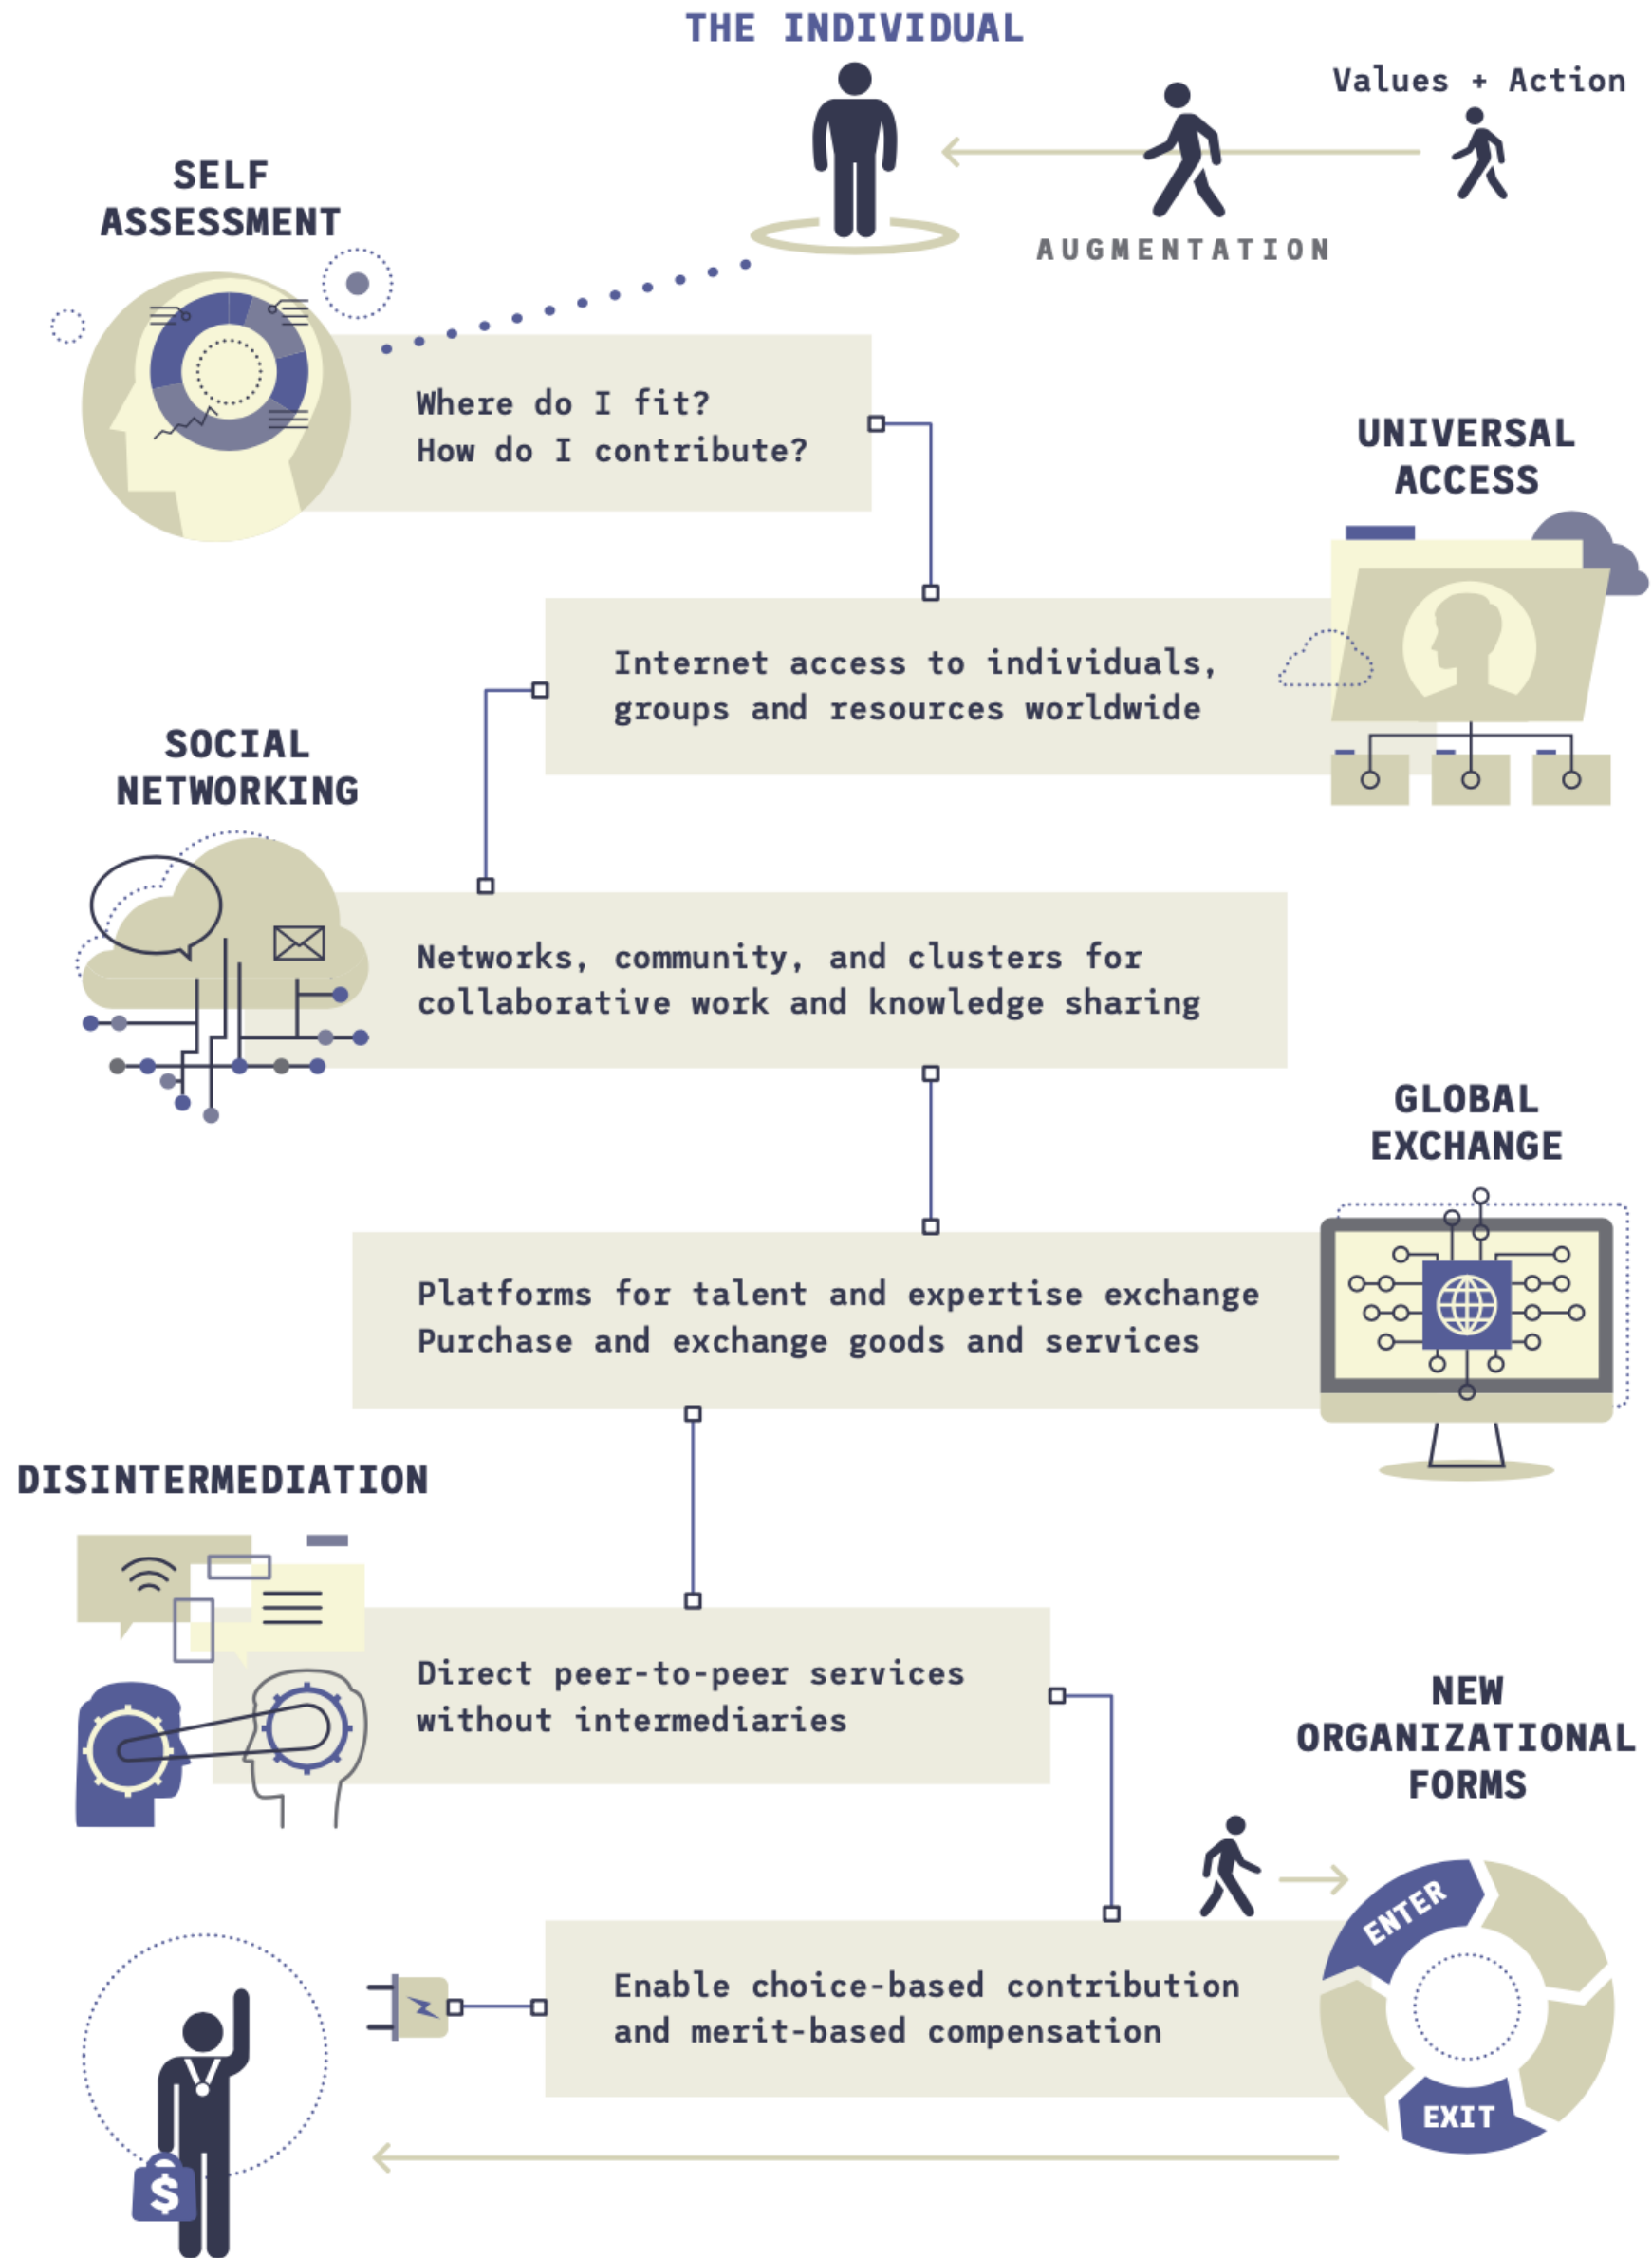 THE INDIVIDUAL
Values + Action
AUGMENTATION
SELF
ASSESSMENT
Where do I fit?
How do I contribute?
UNIVERSAL
ACCESS
Internet access to individuals,
groups and resources worldwide
SOCIAL
NETWORKING
Networks, community, and clusters for
collaborative work and knowledge sharing
GLOBAL
EXCHANGE
Platforms for talent and expertise exchange
Purchase and exchange goods and services
DISINTERMEDIATION
Direct peer-to-peer services
without intermediaries
NEW
ORGANIZATIONAL
FORMS
ENTER
Enable choice-based contribution
and merit-based compensation
EXIT
$